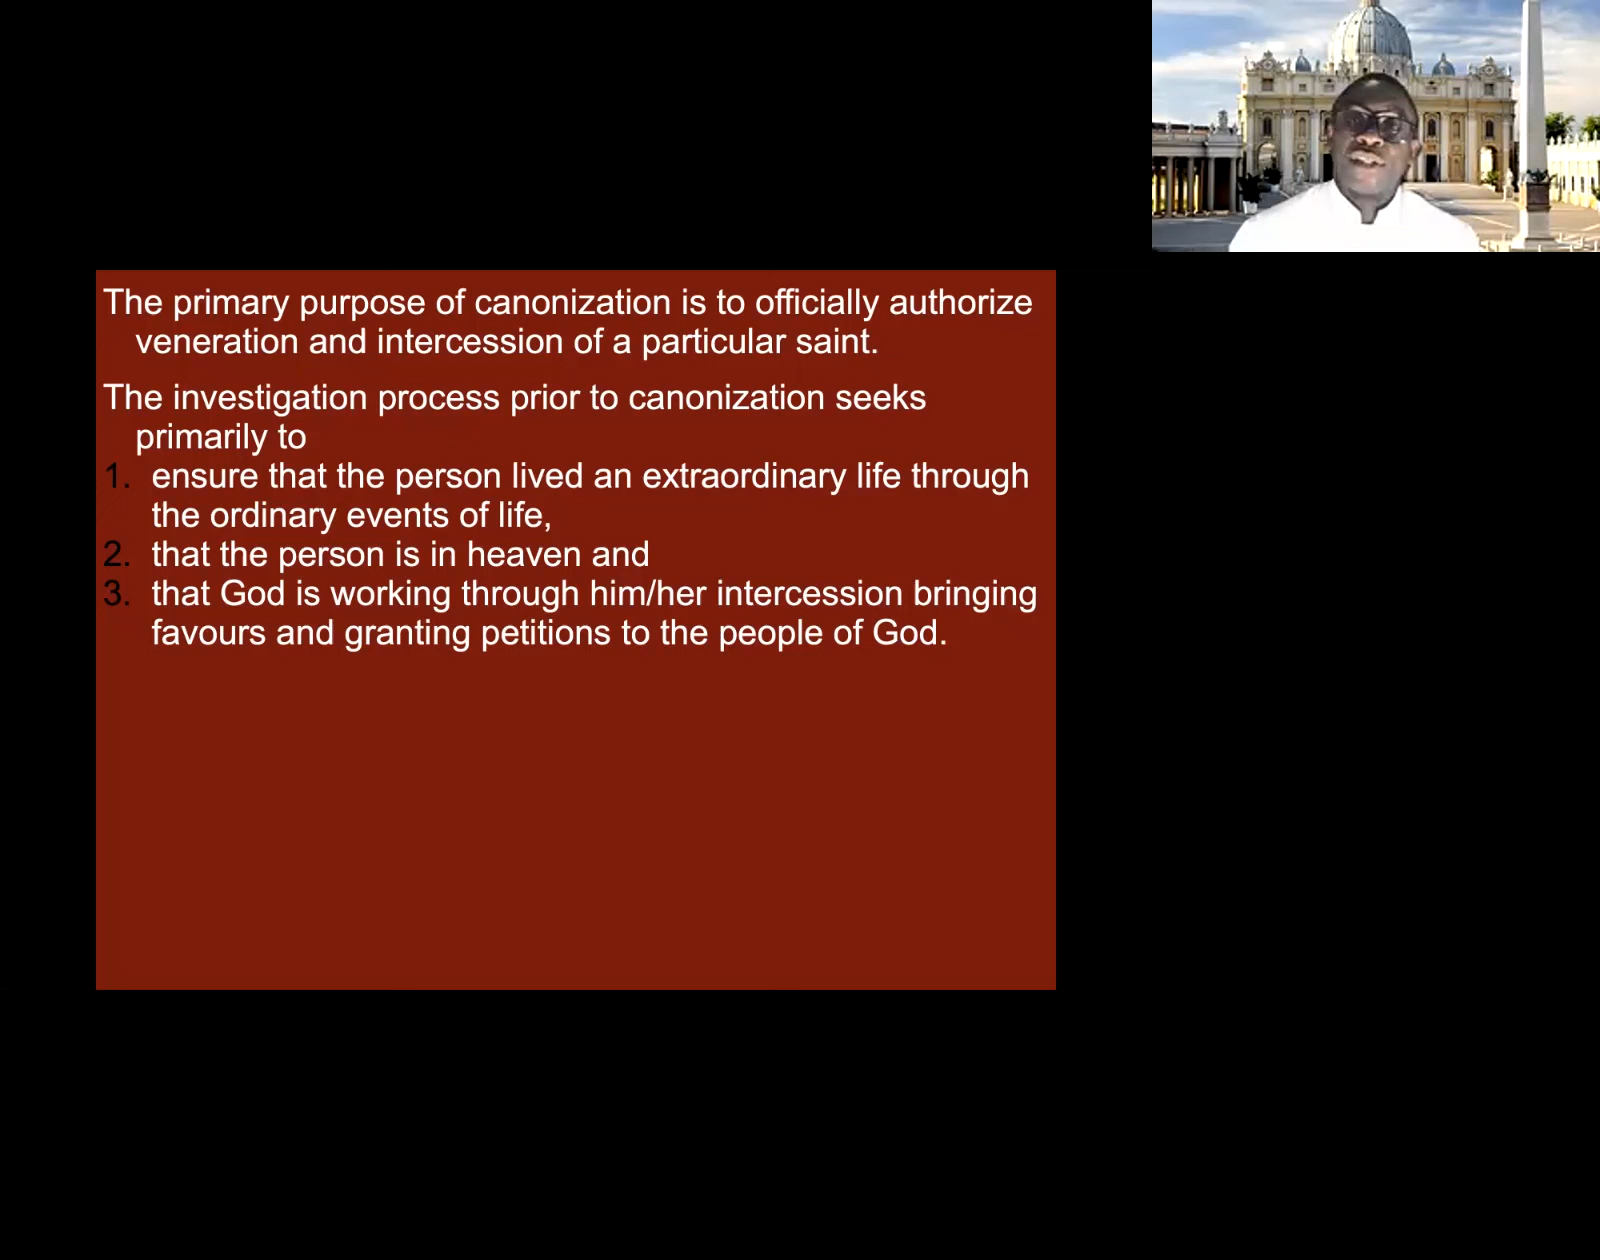 The primary purpose of canonization is to officially authorize
veneration and intercession of a particular saint.
The investigation process prior to canonization seeks
primarily to
1. ensure that the person lived an extraordinary life through
the ordinary events of life,
2. that the person is in heaven and
3. that God is working through him/her intercession bringing
favours and granting petitions to the people of God.